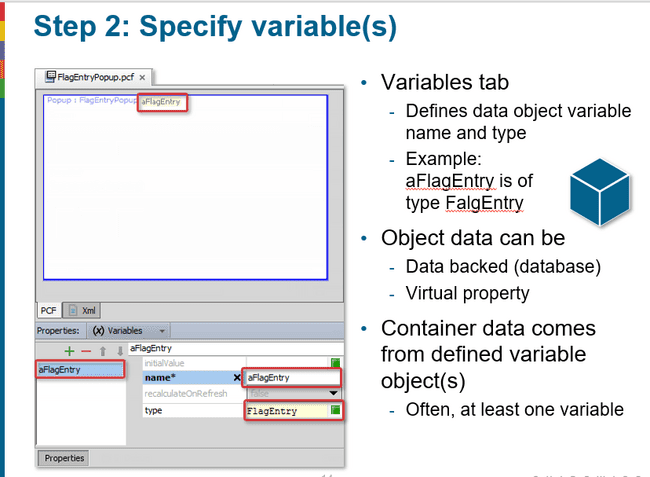 Step 2: Specify variable(s)
FlagEntryPopup.pcf ×
Popup : FlagEntryPopup
aFlagEntry
PCF
Xml
Properties:
(x) Variables
aFlagEntry
aFlagEntry
initialValue
name*
aFlagEntry
recalculateOnRefresh
false
type
FlagEntry
Properties
• Variables tab
- Defines data object variable
name and type
- Example:
aFlagEntry is of
type FalgEntry
• Object data can be
- Data backed (database)
- Virtual property
• Container data comes
from defined variable
object(s)
- Often, at least one variable